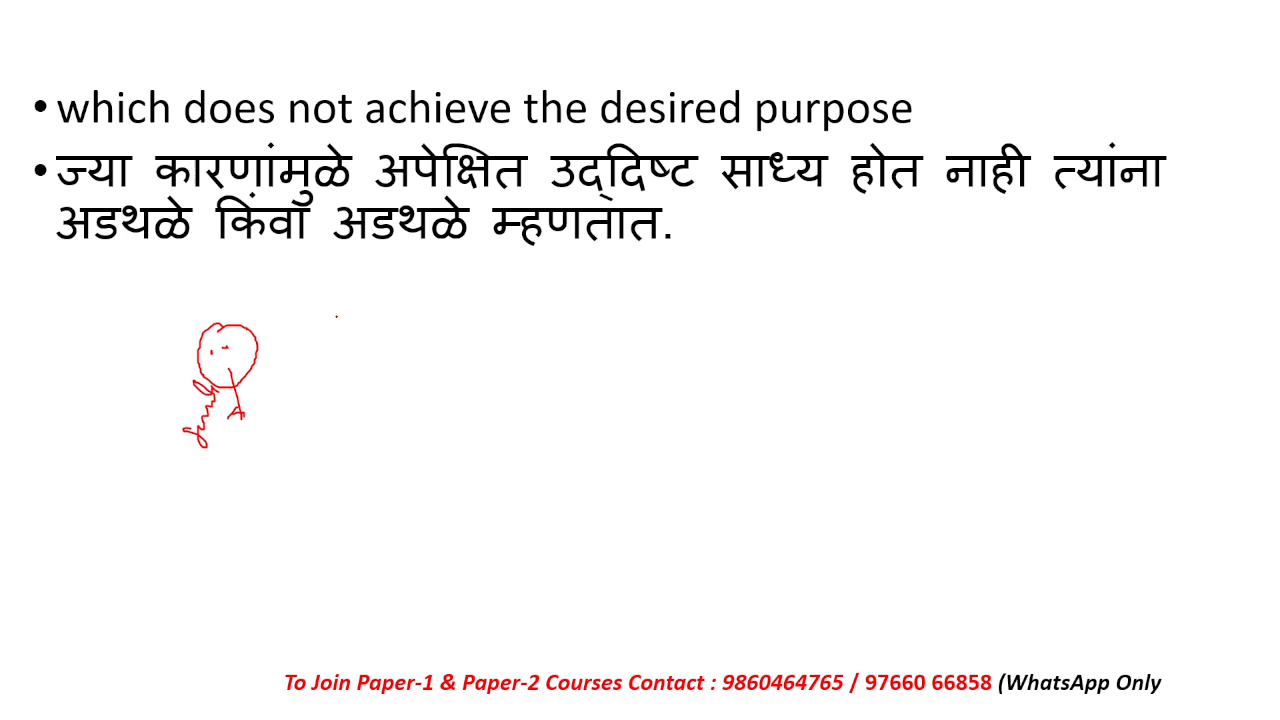 • which does not achieve the desired purpose
• ज्या कारणांमुळे अपेक्षित उद्दिष्ट साध्य होत नाही त्यांना
अडथळे किंवा अडथळे म्हणतात.
To Join Paper-1 & Paper-2 Courses Contact : 9860464765 / 97660 66858 (WhatsApp Only